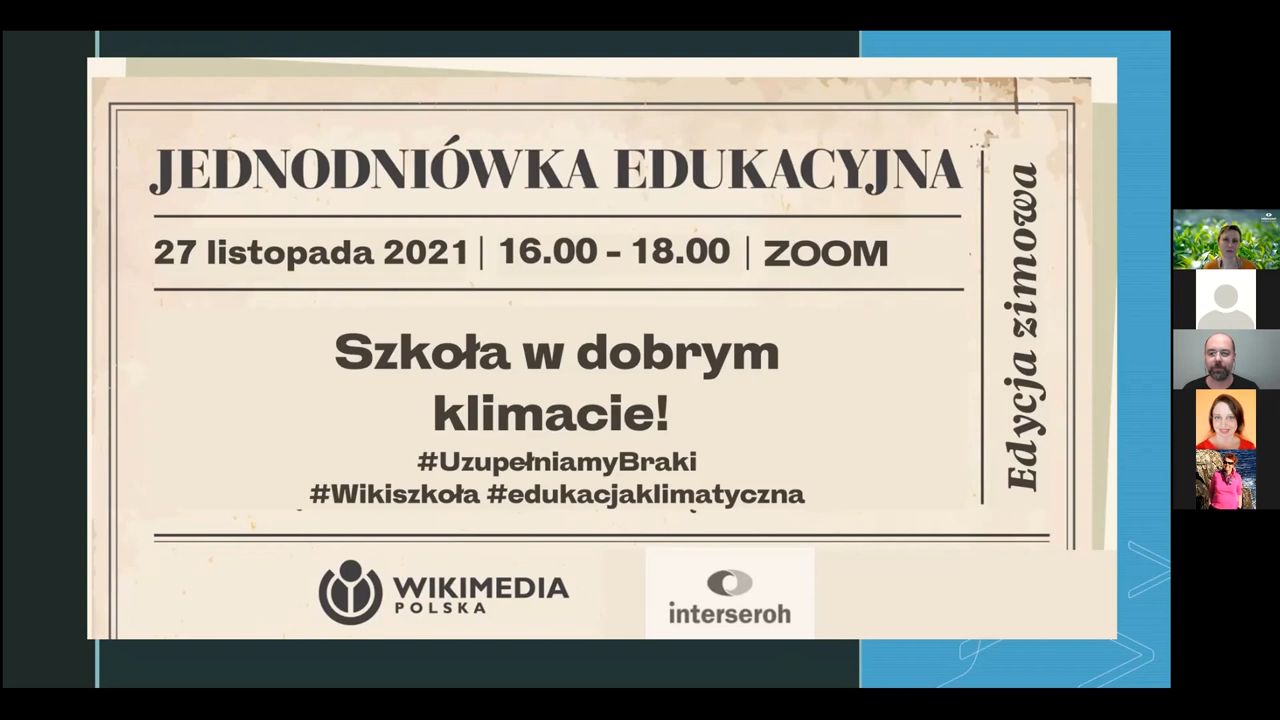 JEDNODNIÓWKA EDUKACYJNA
27 listopada 2021 | 16.00 - 18.00 | ZOOM
Edycja zimowa
Szkoła w dobrym
klimacie!
#UzupełniamyBraki
#Wikiszkoła #edukacjaklimatyczna
WIKIMEDIA
POLSKA
interseroh